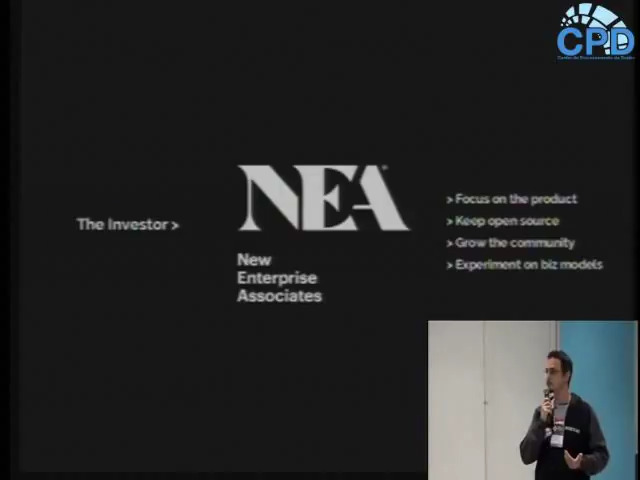 CPD
The Investor >
NEA
New
Enterprise
Associates
> Focus on the product
> Keep open source
> Grow the community
> Experiment on biz models